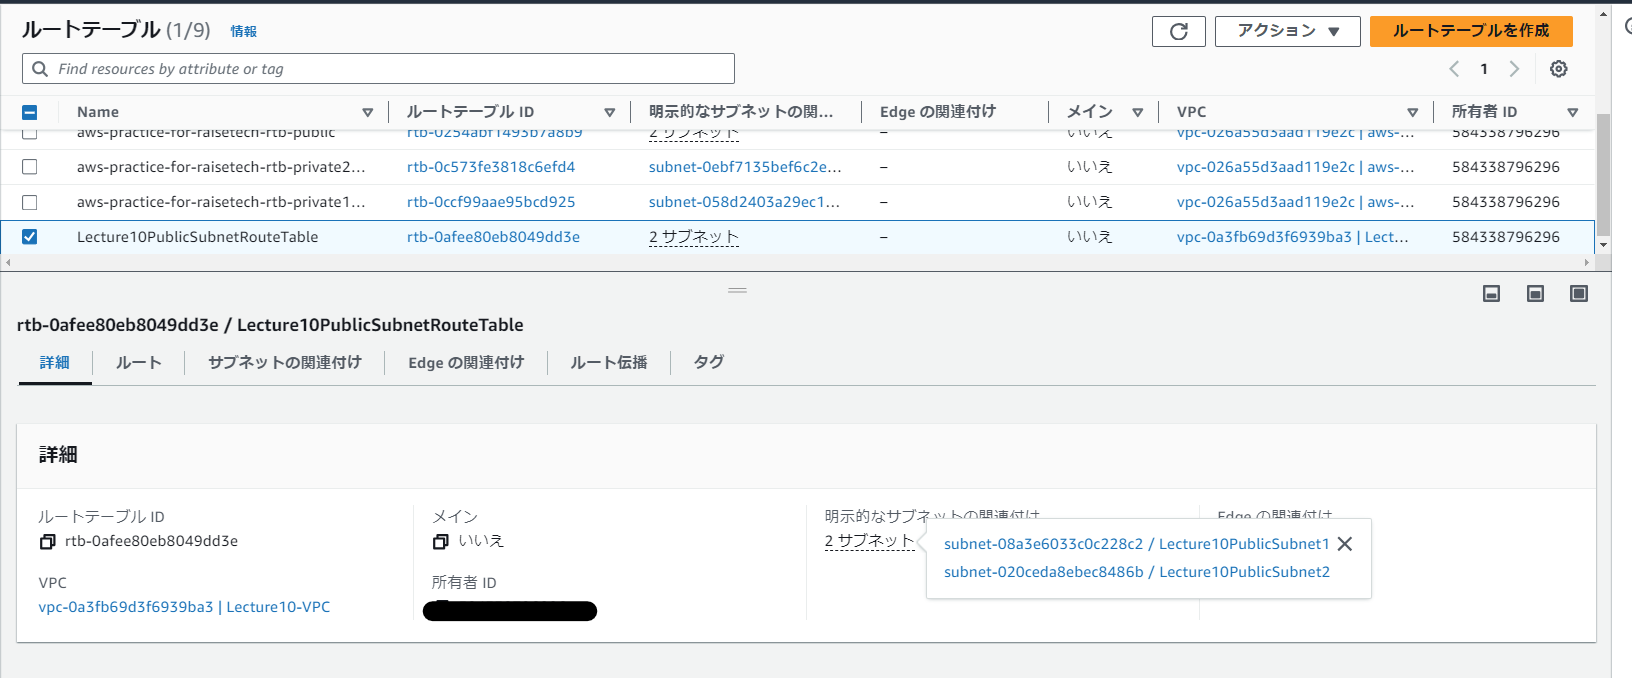 ルートテーブル (1/9) 情報
アクション ▼
ルートテーブルを作成
Find resources by attribute or tag
1
Name ルートテーブル ID 明示的なサブネットの関... Edge の関連付け メイン VPC 所有者 ID
aws-practice-for-raisetech-rtb-public rtb-0254abf1493b7a8b9 2 サブネット – いいえ vpc-026a55d3aad119e2c | aws-... 584338796296
aws-practice-for-raisetech-rtb-private2... rtb-0c573fe3818c6efd4 subnet-0ebf7135bef6c2e... – いいえ vpc-026a55d3aad119e2c | aws-... 584338796296
aws-practice-for-raisetech-rtb-private1... rtb-0ccf99aae95bcd925 subnet-058d2403a29ec1... – いいえ vpc-026a55d3aad119e2c | aws-... 584338796296
Lecture10PublicSubnetRouteTable rtb-0afee80eb8049dd3e 2 サブネット – いいえ vpc-0a3fb69d3f6939ba3 | Lect... 584338796296
rtb-0afee80eb8049dd3e / Lecture10PublicSubnetRouteTable
詳細 ルート サブネットの関連付け Edge の関連付け ルート伝播 タグ
詳細
ルートテーブル ID
rtb-0afee80eb8049dd3e
VPC
vpc-0a3fb69d3f6939ba3 | Lecture10-VPC
メイン
いいえ
所有者 ID
明示的なサブネットの関連付け
2 サブネット
Edge の関連付け
subnet-08a3e6033c0c228c2 / Lecture10PublicSubnet1
subnet-020ceda8ebec8486b / Lecture10PublicSubnet2